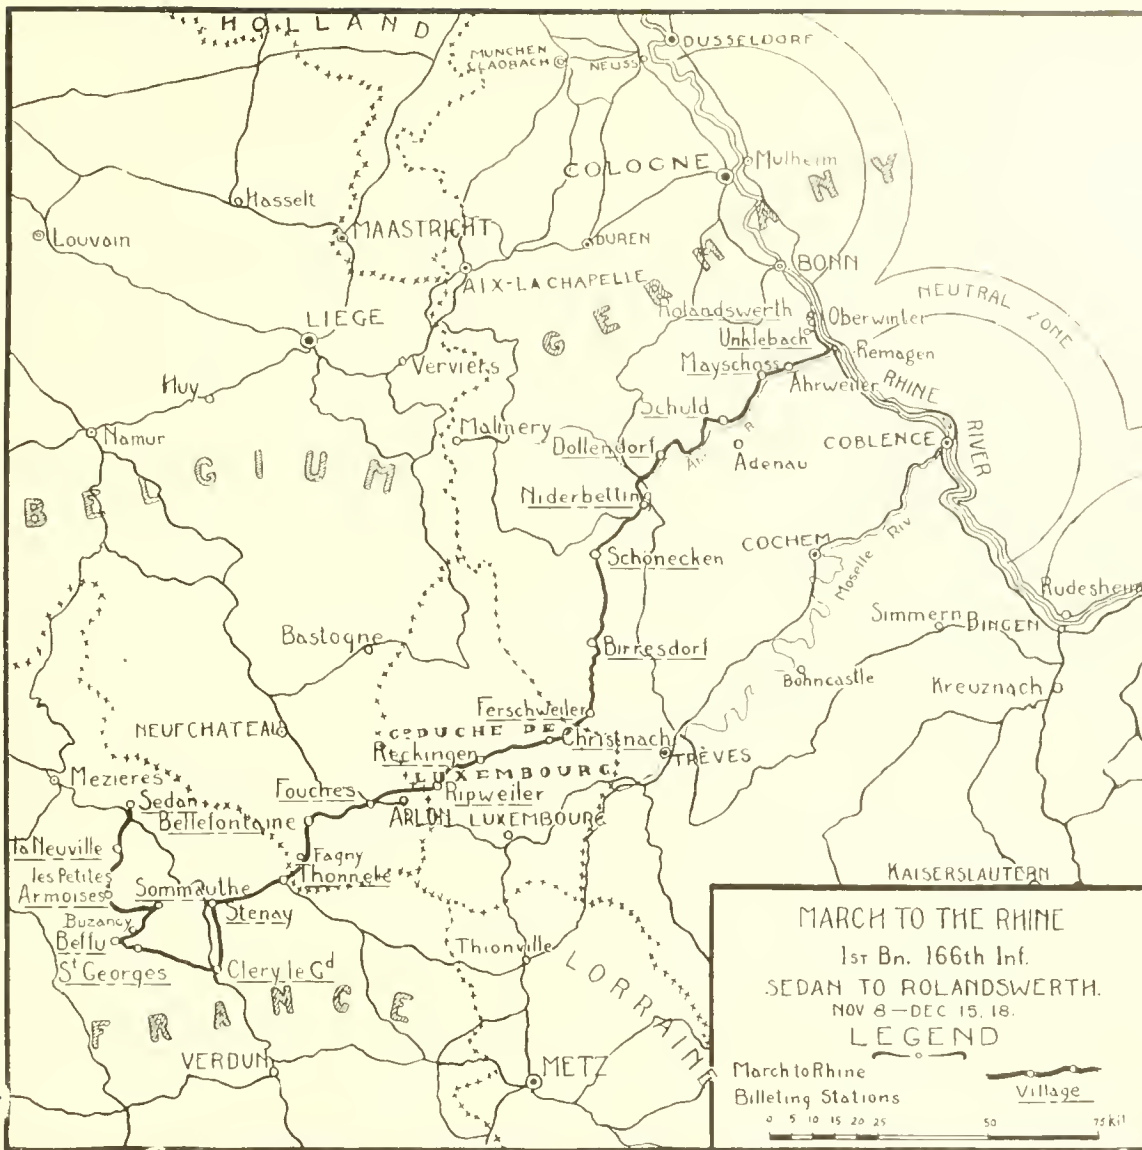 HOLLAND
DUSSELDORF
MUNCHEN
GLADBACH
NEUSS
COLOGNE
Mulheim
Hasselt
MAASTRICHT
Louvain
DUREN
AIX-LA CHAPELLE
BONN
GERMANY
NEUTRAL ZONE
LIEGE
Rolandswerth
Oberwinter
Unklebach
Remagen
Verviers
Mayschoss
Ahrweiler
RHINE
RIVER
Huy
Schuld
Malmery
Namur
Dollendorf
Adenau
COBLENCE
BELGIUM
Niderbetting
Schönecken
COCHEM
Moselle Riv
Rudesheim
Simmern
BINGEN
Bastogne
Birresdorf
Bohncastle
Kreuznach
Ferschweiler
NEUFCHATEAU
Gd DUCHE DE
Christnach
Reckingen
TRÈVES
LUXEMBOURG
Mezieres
Fouches
Ripweiler
Sedan
ARLON
LUXEMBOURG
Bellefontaine
la Neuville
Fagny
les Petites
Armoises
Thonnele
KAISERSLAUTERN
Sommauthe
Stenay
Buzancy
Beffu
St Georges
Clery le Gd
Thionville
LORRAINE
FRANCE
VERDUN
METZ
MARCH TO THE RHINE
1ST Bn. 166th Inf.
SEDAN TO ROLANDSWERTH.
NOV 8—DEC 15, 18.
LEGEND
March to Rhine
Billeting Stations Village
0 5 10 15 20 25 50 75 kil